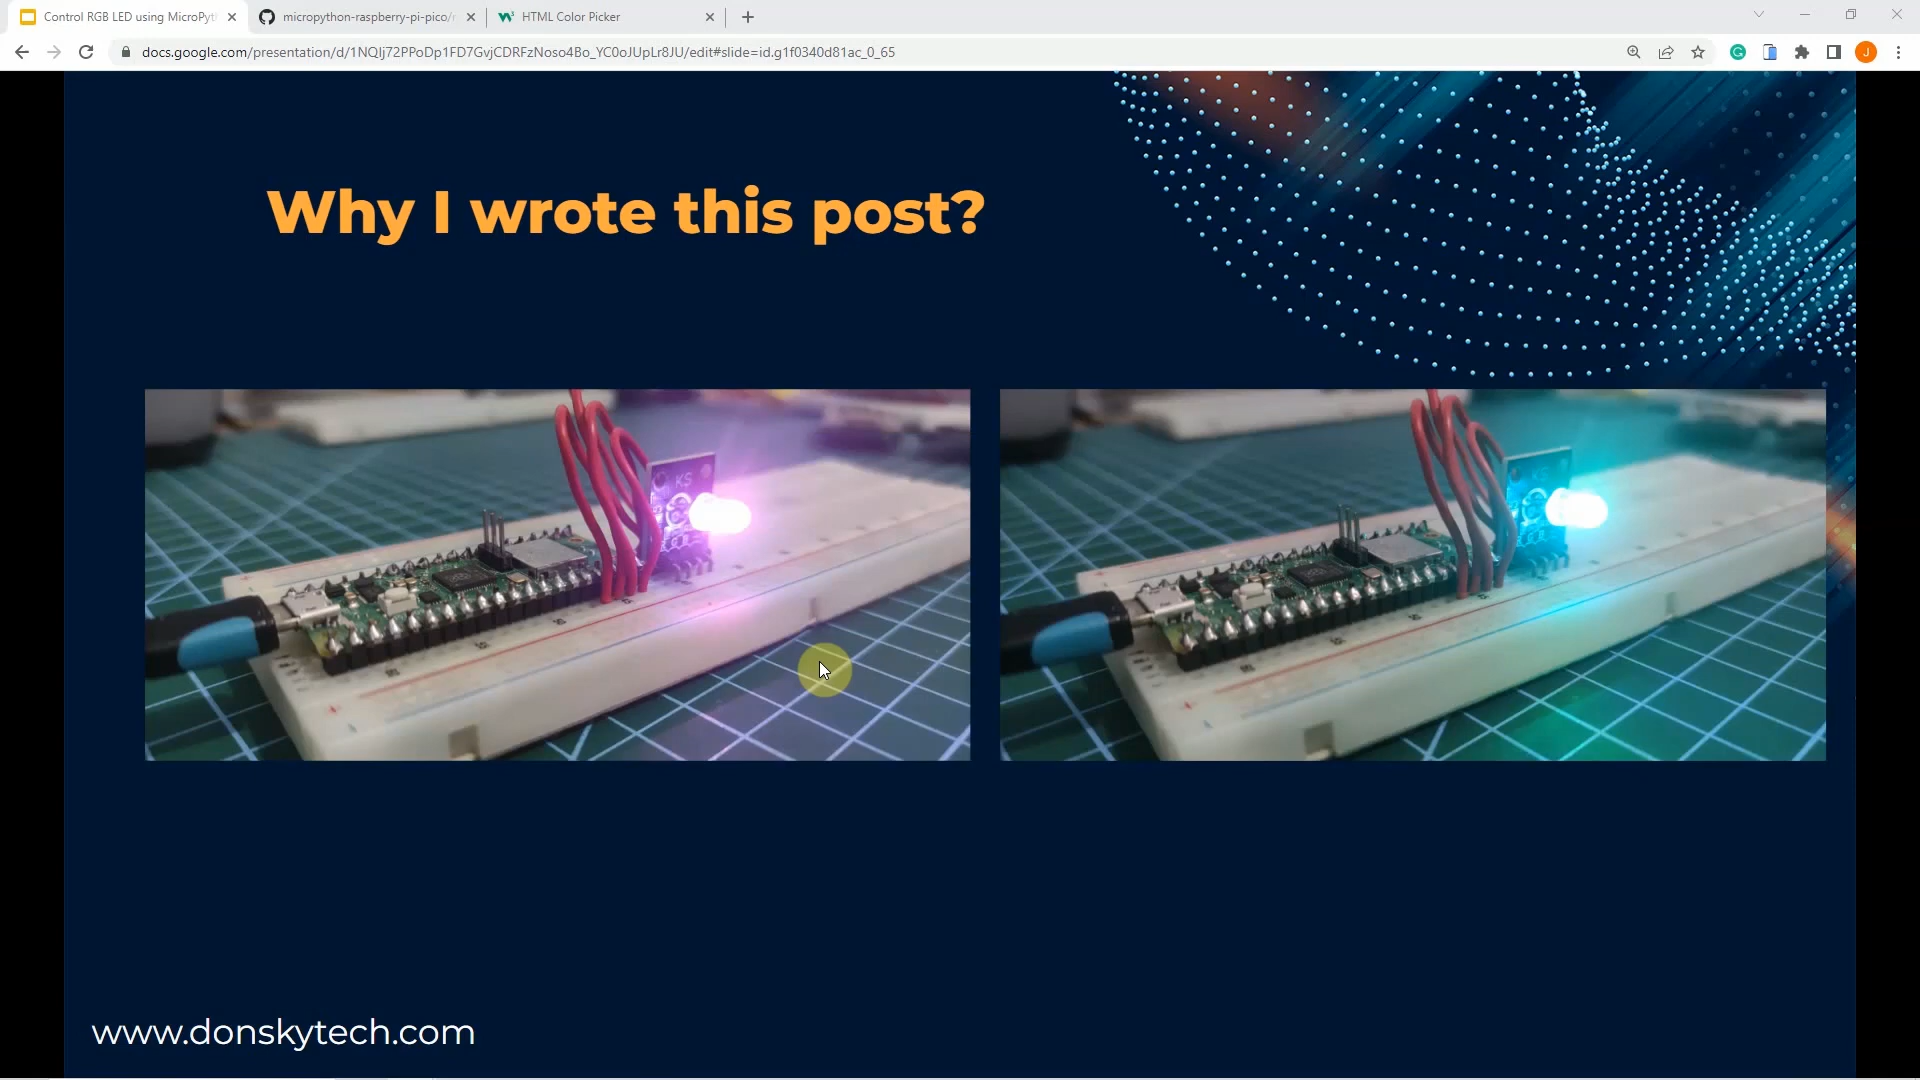 Control RGB LED using MicroPyt
micropython-raspberry-pi-pico/r
HTML Color Picker
docs.google.com/presentation/d/1NQIj72PPoDp1FD7GvjCDRFzNoso4Bo_YC0oJUpLr8JU/edit#slide=id.g1f0340d81ac_0_65
J
Why I wrote this post?
KS
www.donskytech.com